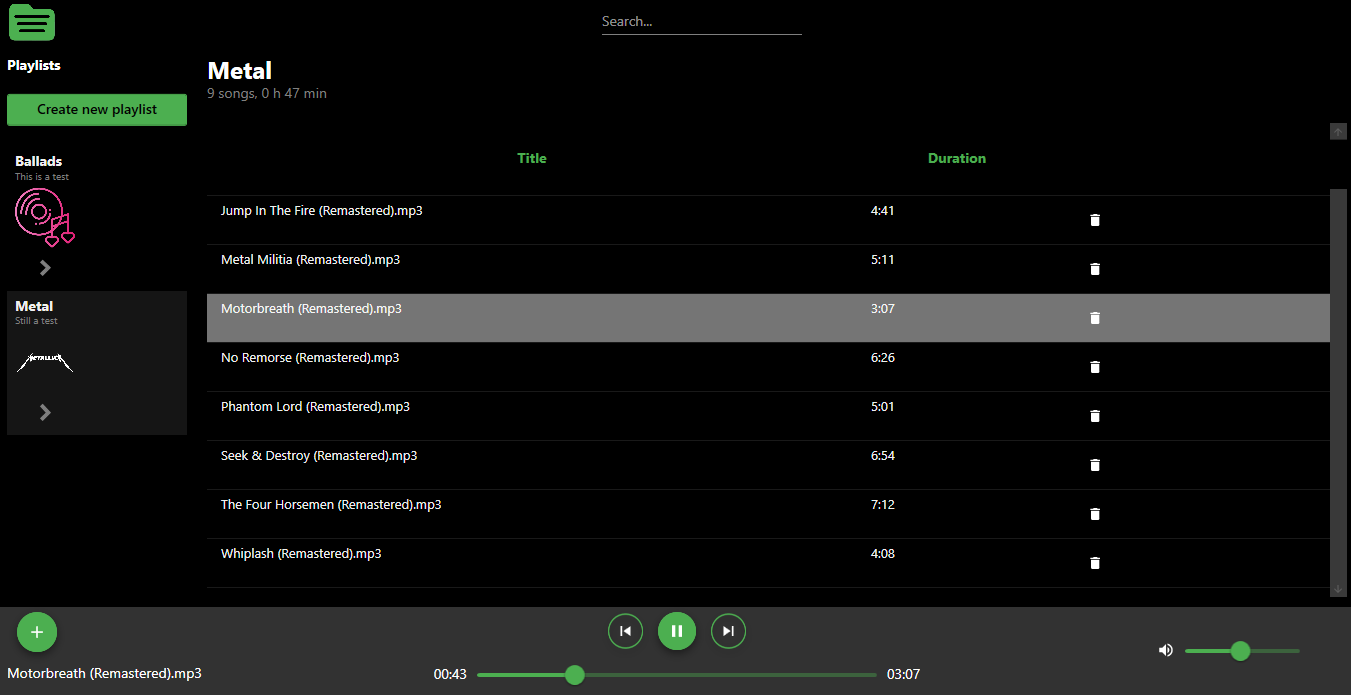 Search...
Playlists
Create new playlist
Ballads
This is a test
Metal
Still a test
METALLICA
Metal
9 songs, 0 h 47 min
Title Duration
Jump In The Fire (Remastered).mp3 4:41
Metal Militia (Remastered).mp3 5:11
Motorbreath (Remastered).mp3 3:07
No Remorse (Remastered).mp3 6:26
Phantom Lord (Remastered).mp3 5:01
Seek & Destroy (Remastered).mp3 6:54
The Four Horsemen (Remastered).mp3 7:12
Whiplash (Remastered).mp3 4:08
Motorbreath (Remastered).mp3
00:43 03:07